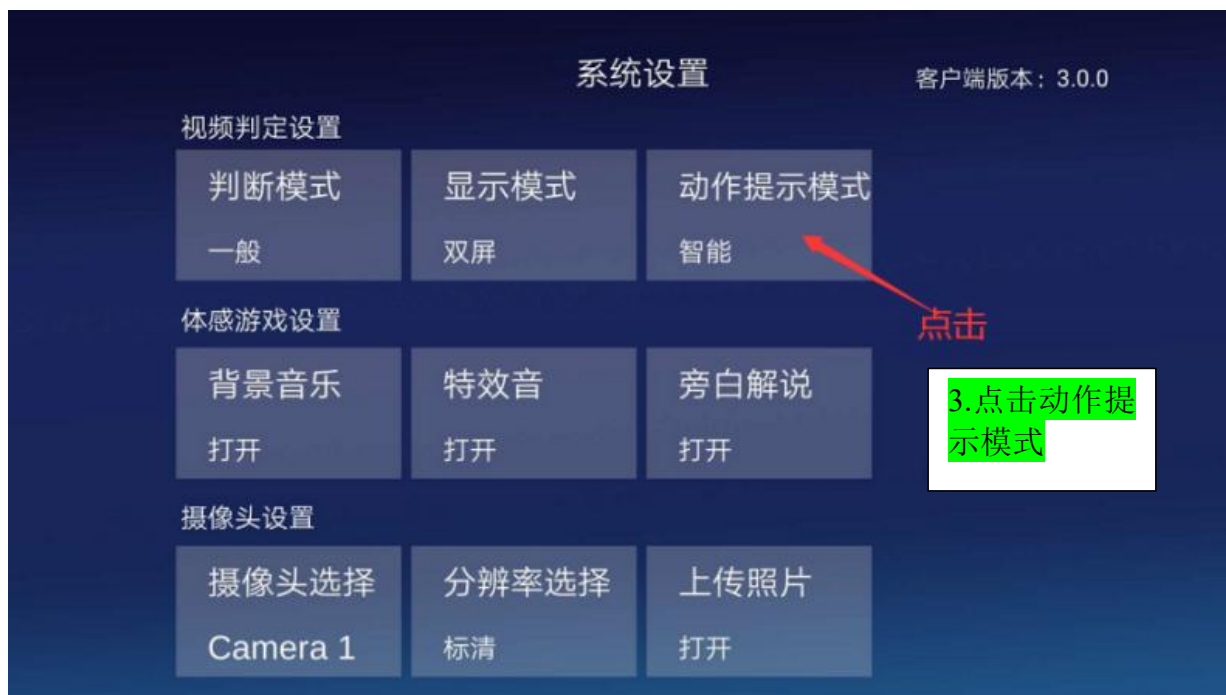 系统设置
客户端版本：3.0.0
视频判定设置
判断模式
一般
显示模式
双屏
动作提示模式
智能
点击
体感游戏设置
背景音乐
打开
特效音
打开
旁白解说
打开
3.点击动作提
示模式
摄像头设置
摄像头选择
Camera 1
分辨率选择
标清
上传照片
打开